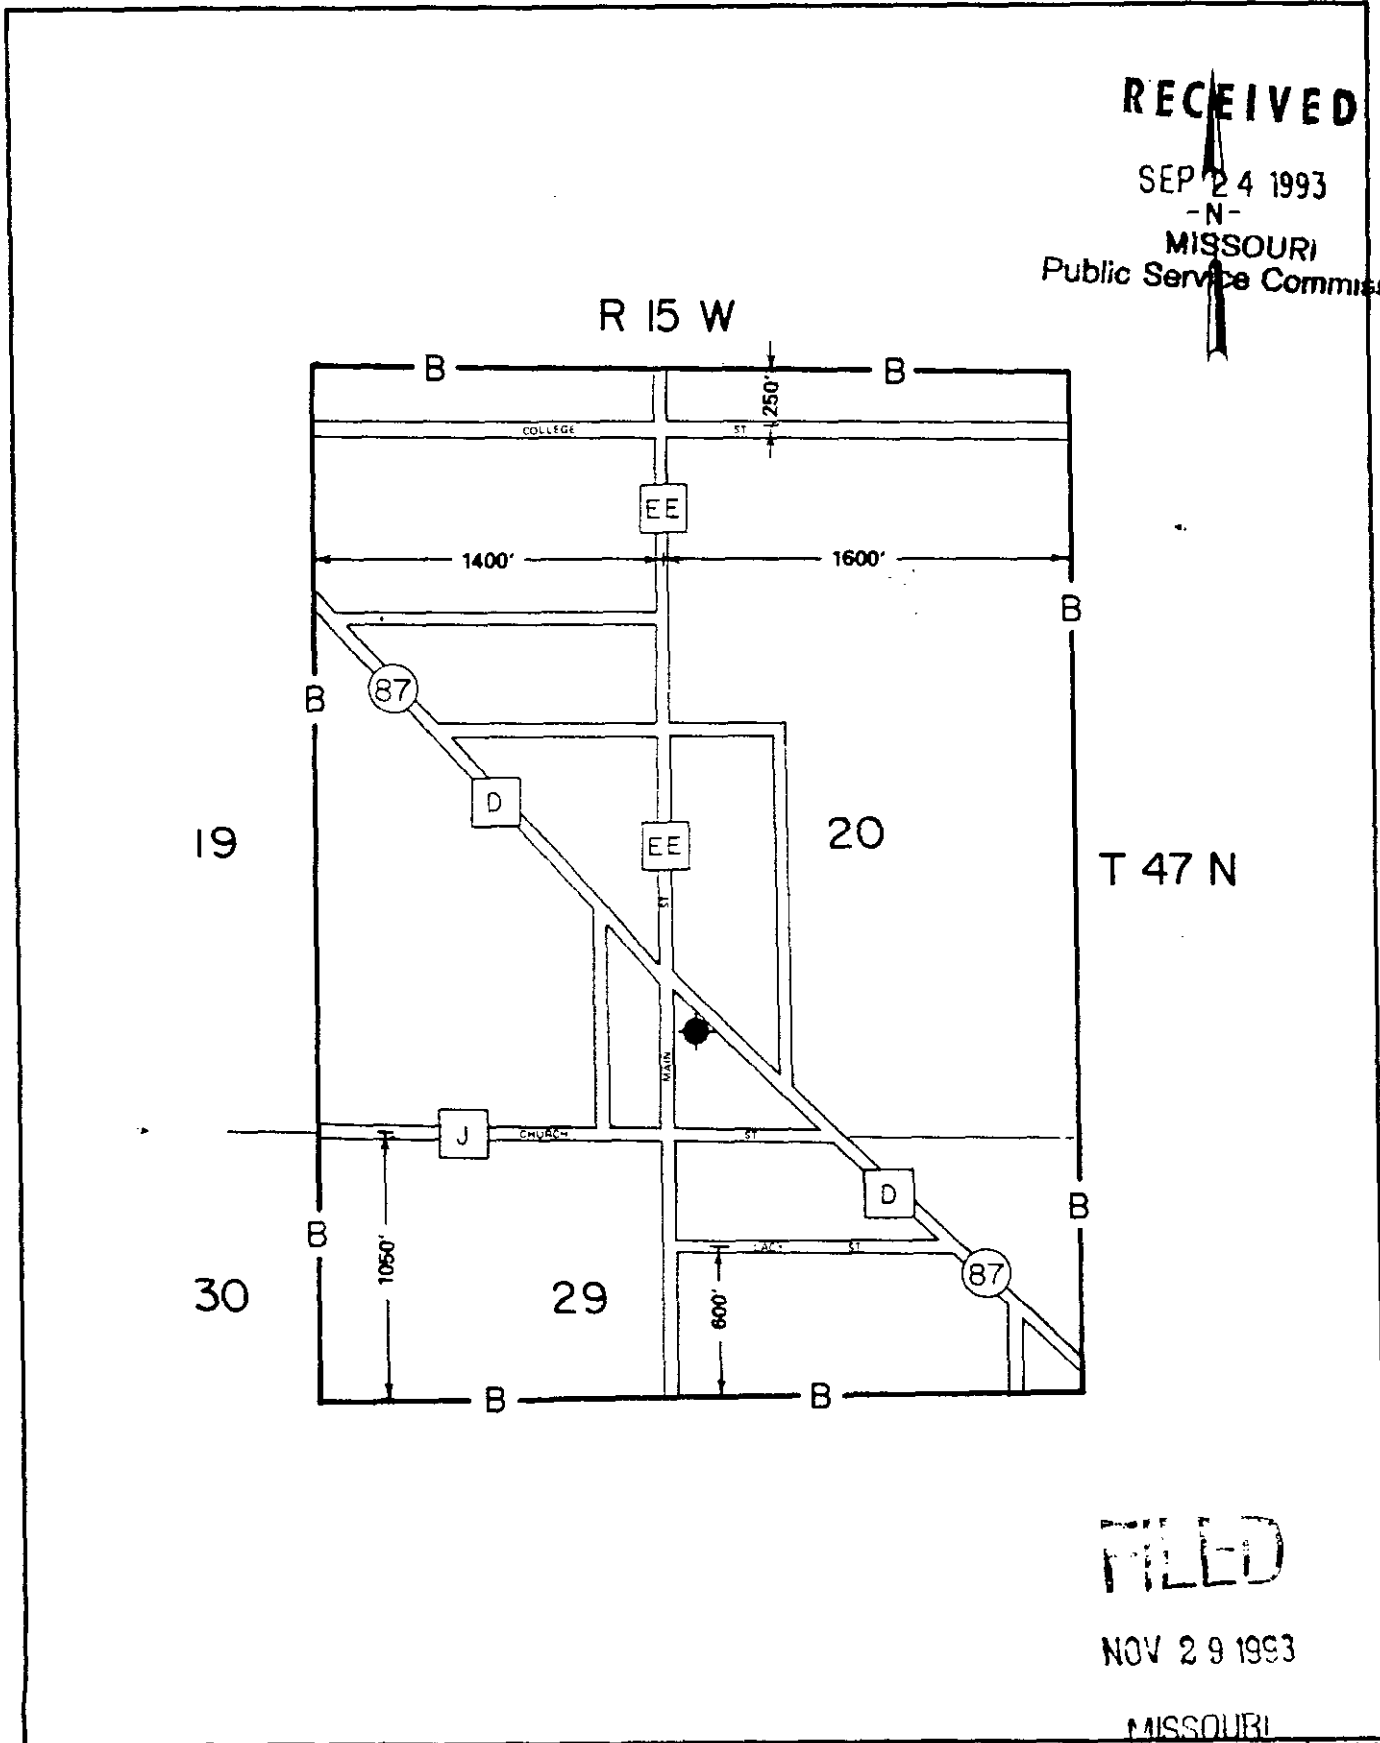 RECEIVED
SEP 24 1993
-N-
MISSOURI
Public Service Commiss
R 15 W
B
B
250'
COLLEGE ST
EE
1400'
1600'
B
B
87
D
19
EE
20
T 47 N
ST
MAIN
J
CHURCH ST
D
B
B
1050'
ST
30
29
600'
87
B
B
FILED
NOV 29 1993
MISSOURI